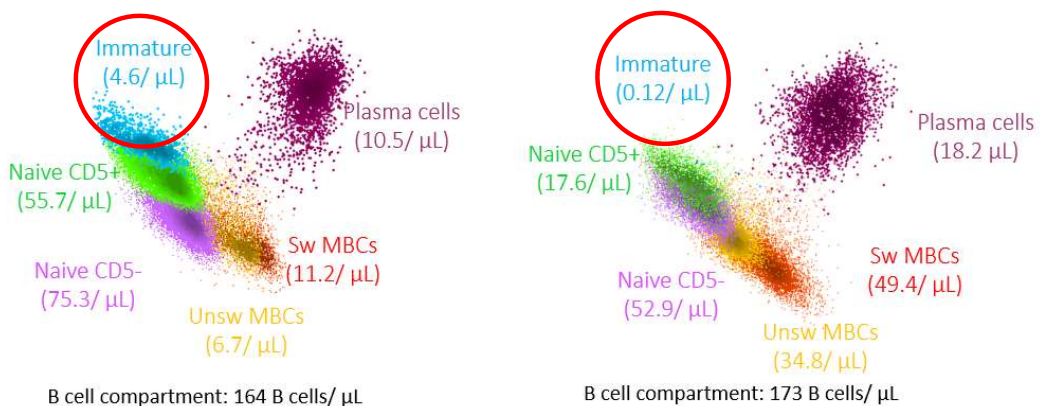 Immature
(4.6/ µL)
Plasma cells
(10.5/ µL)
Naive CD5+
(55.7/ µL)
Sw MBCs
(11.2/ µL)
Naive CD5-
(75.3/ µL)
Unsw MBCs
(6.7/ µL)
B cell compartment: 164 B cells/ µL
Immature
(0.12/ µL)
Plasma cells
(18.2 µL)
Naive CD5+
(17.6/ µL)
Sw MBCs
(49.4/ µL)
Naive CD5-
(52.9/ µL)
Unsw MBCs
(34.8/ µL)
B cell compartment: 173 B cells/ µL